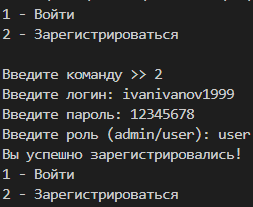 1 - Войти
2 - Зарегистрироваться
Введите команду >> 2
Введите логин: ivanivanov1999
Введите пароль: 12345678
Введите роль (admin/user): user
Вы успешно зарегистрировались!
1 - Войти
2 - Зарегистрироваться